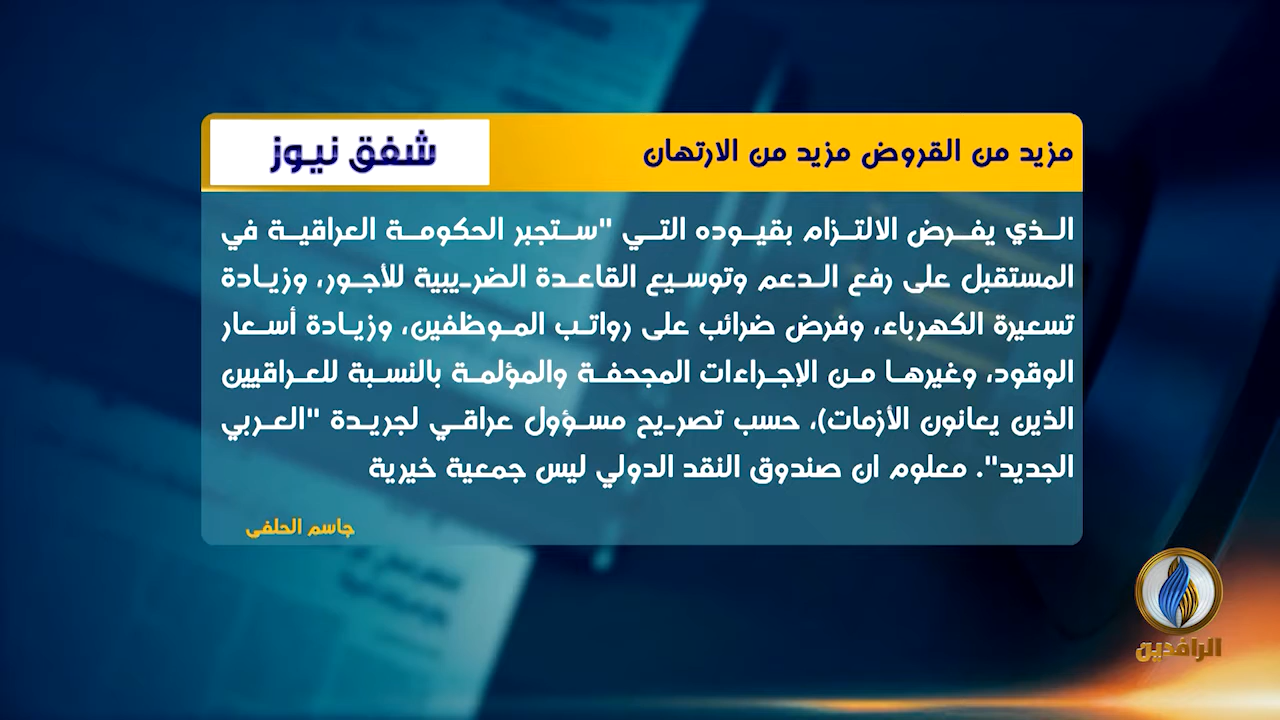 مزيد من القروض مزيد من الارتهان
شفق نيوز
الذي يفرض الالتزام بقيوده التي "ستجبر الحكومة العراقية في
المستقبل على رفع الدعم وتوسيع القاعدة الضريبية للأجور، وزيادة
تسعيرة الكهرباء، وفرض ضرائب على رواتب الموظفين، وزيادة أسعار
الوقود، وغيرها من الإجراءات المجحفة والمؤلمة بالنسبة للعراقيين
الذين يعانون الأزمات)، حسب تصريح مسؤول عراقي لجريدة "العربي
الجديد". معلوم ان صندوق النقد الدولي ليس جمعية خيرية
جاسم الحلفي
الرافدين